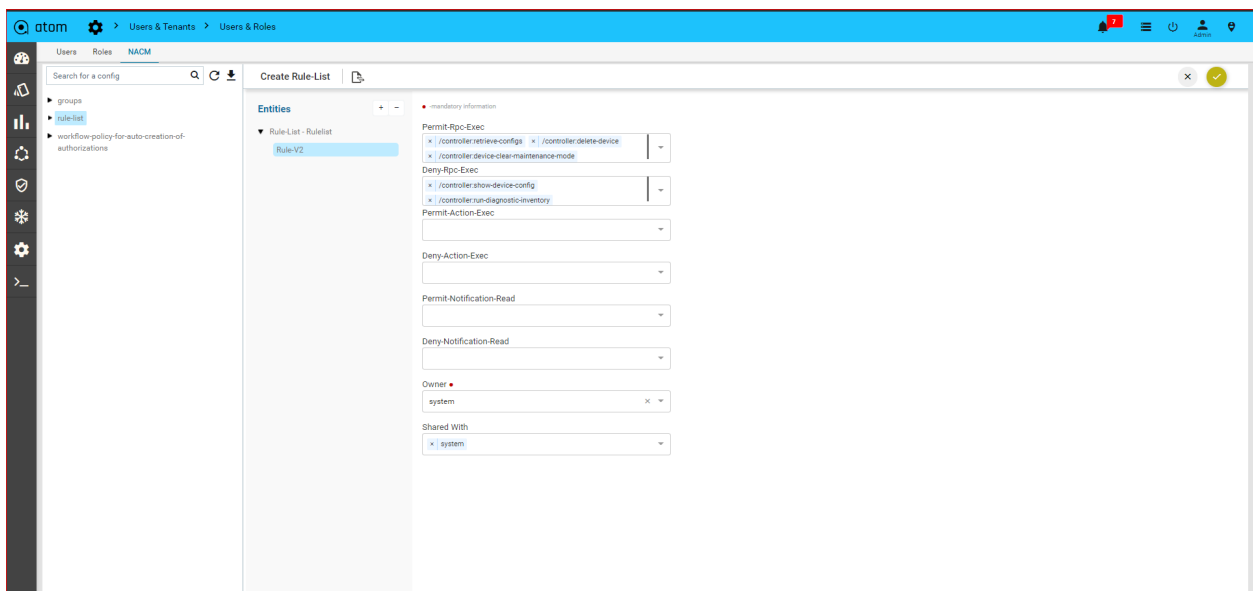 atom > Users & Tenants > Users & Roles
7
Admin
Users Roles NACM
Search for a config
Create Rule-List
groups
rule-list
workflow-policy-for-auto-creation-of-
authorizations
Entities
+ −
Rule-List - Rulelist
Rule-V2
-mandatory information
Permit-Rpc-Exec
× /controller:retrieve-configs × /controller:delete-device
× /controller:device-clear-maintenance-mode
Deny-Rpc-Exec
× /controller:show-device-config
× /controller:run-diagnostic-inventory
Permit-Action-Exec
Deny-Action-Exec
Permit-Notification-Read
Deny-Notification-Read
Owner
system ×
Shared With
× system